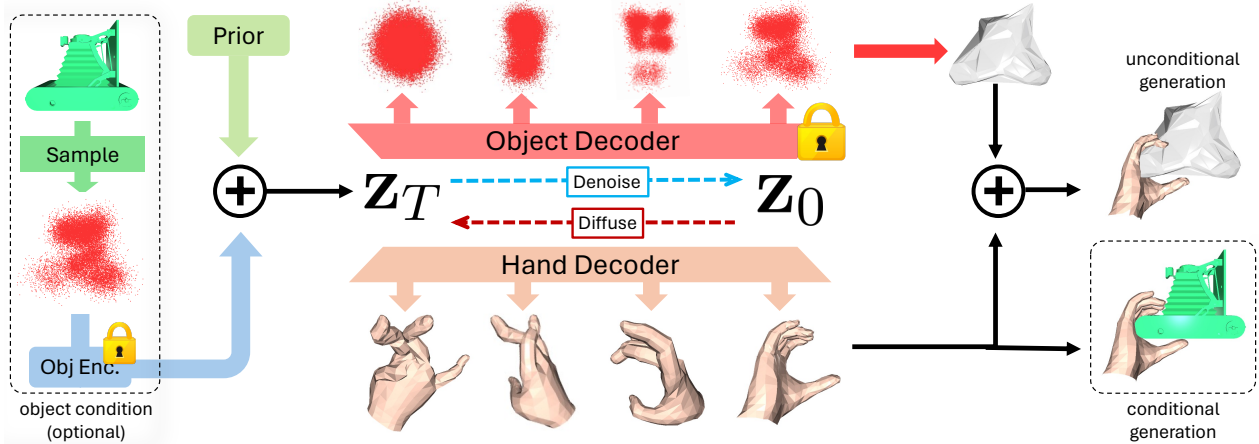 Prior
Sample
Obj Enc.
object condition
(optional)
Object Decoder
z_T
Denoise
z_0
Diffuse
Hand Decoder
unconditional
generation
conditional
generation